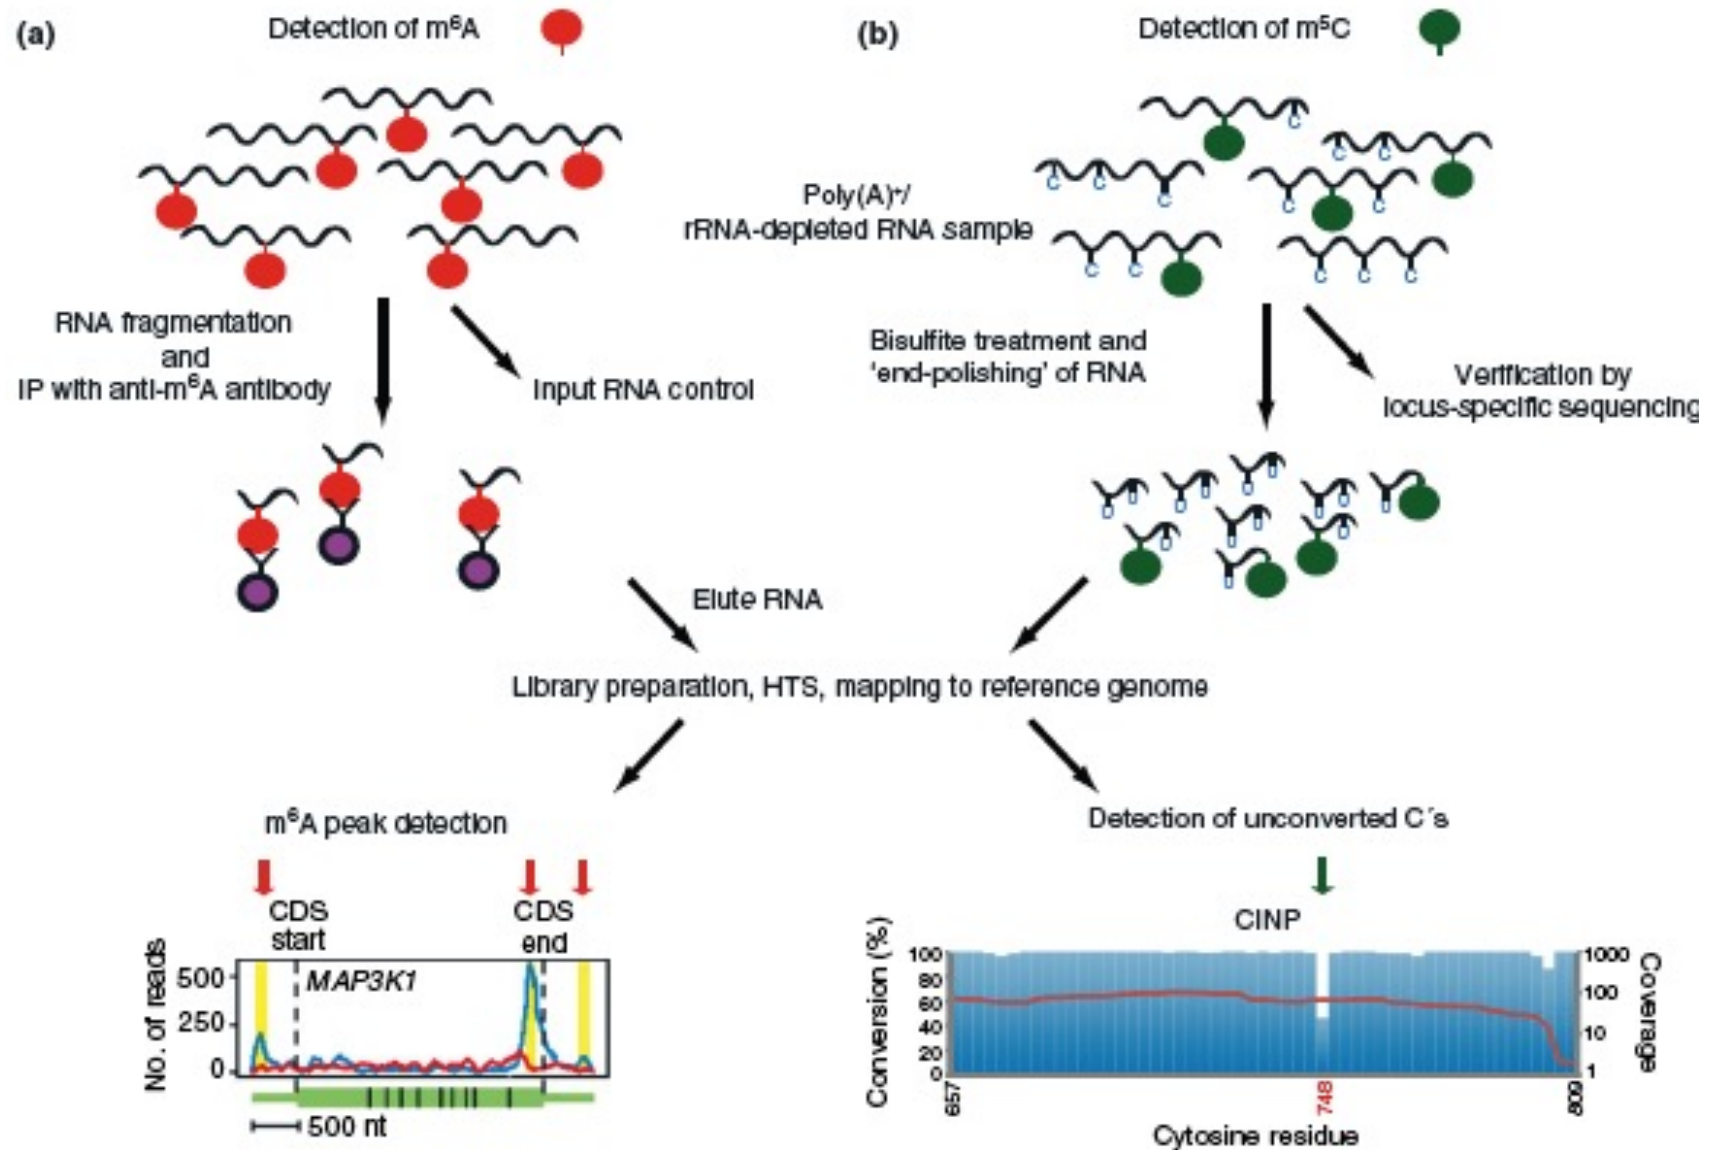 (a)
Detection of m⁶A
(b)
Detection of m⁵C
C
C
C
C
C
C
C
C
C
C
C
C
C
Poly(A)⁺/
rRNA-depleted RNA sample
RNA fragmentation
and
IP with anti-m⁶A antibody
Input RNA control
Bisulfite treatment and
‘end-polishing’ of RNA
Verification by
locus-specific sequencing
U
U
U
U
U
U
U
U
U
U
U
U
U
Elute RNA
Library preparation, HTS, mapping to reference genome
m⁶A peak detection
CDS
start
CDS
end
MAP3K1
No. of reads
500
250
0
500 nt
Detection of unconverted C´s
CINP
Conversion (%)
100
80
60
40
20
0
1000
100
10
1
Coverage
657
748
809
Cytosine residue